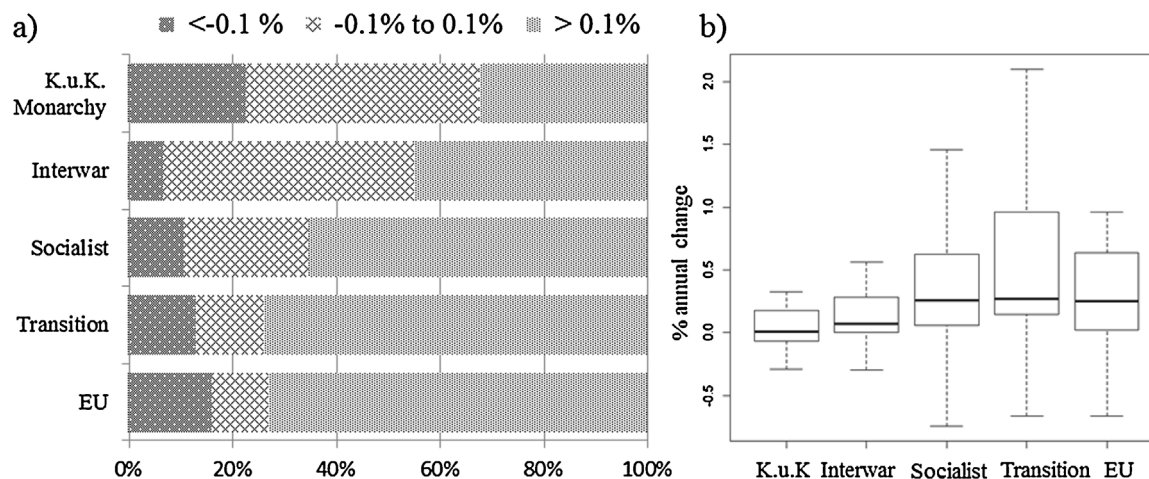 a) <-0.1 % -0.1% to 0.1% > 0.1%
K.u.K.
Monarchy
Interwar
Socialist
Transition
EU
0% 20% 40% 60% 80% 100%
b)
% annual change
2.0
1.5
1.0
0.5
0.0
-0.5
K.u.K Interwar Socialist Transition EU